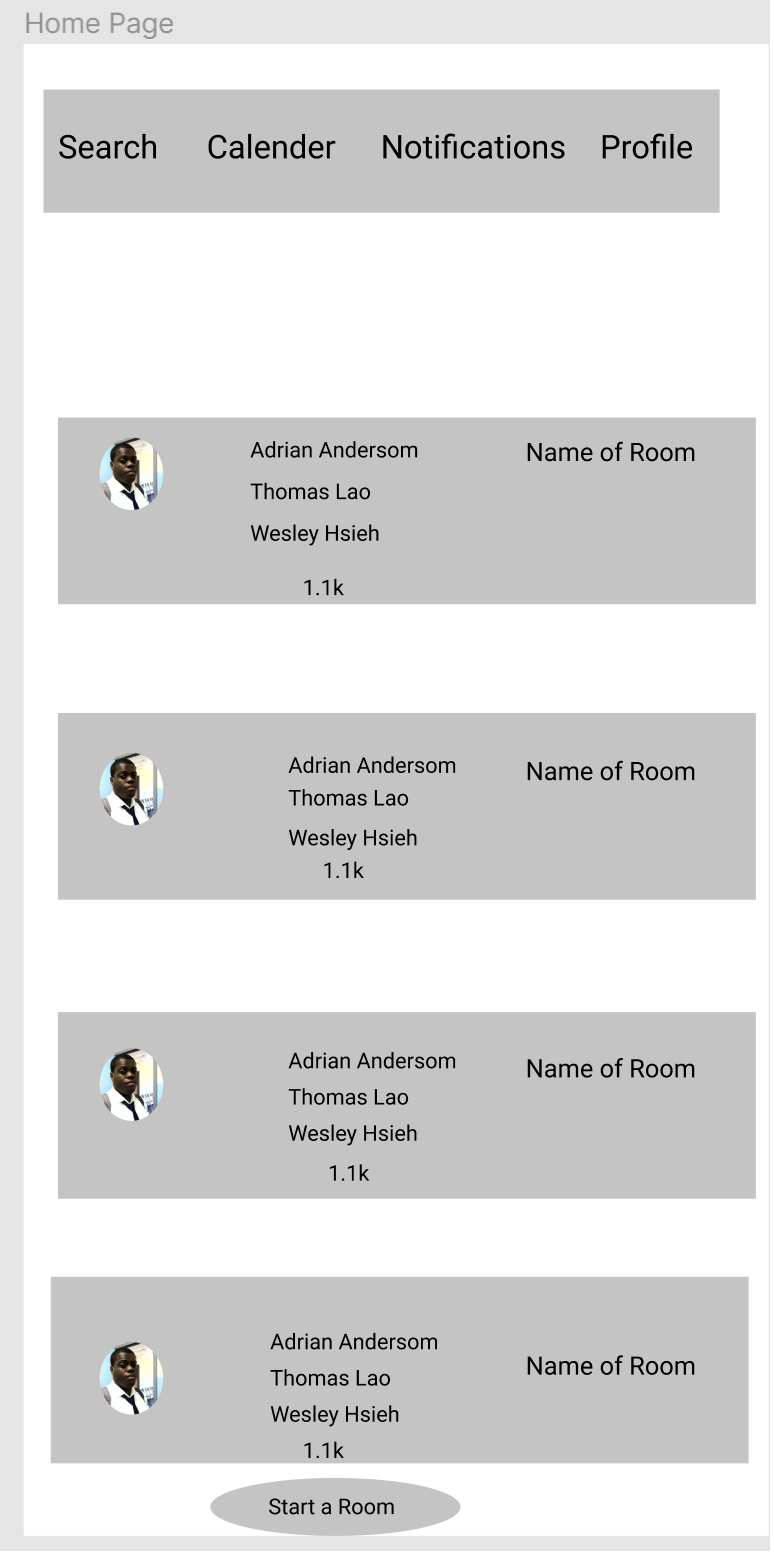 Home Page
Search Calender Notifications Profile
Adrian Andersom
Name of Room
Thomas Lao
Wesley Hsieh
1.1k
Adrian Andersom
Name of Room
Thomas Lao
Wesley Hsieh
1.1k
Adrian Andersom
Name of Room
Thomas Lao
Wesley Hsieh
1.1k
Adrian Andersom
Name of Room
Thomas Lao
Wesley Hsieh
1.1k
Start a Room